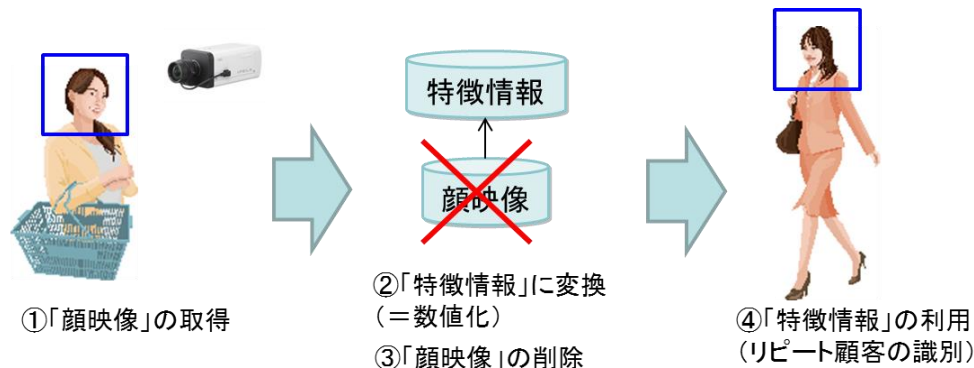 特徴情報
顔映像
①「顔映像」の取得
②「特徴情報」に変換
（＝数値化）
③「顔映像」の削除
④「特徴情報」の利用
（リピート顧客の識別）